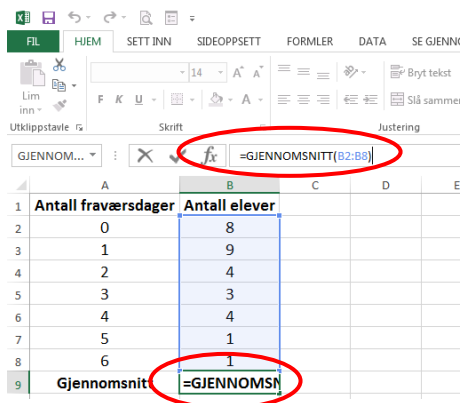 FIL HJEM SETT INN SIDEOPPSETT FORMLER DATA SE GJENNO
Lim inn
14 A A Bryt tekst
F K U A Slå sammen
Utklippstavle Skrift Justering
GJENNOM... fx =GJENNOMSNITT(B2:B8)
A B C D E
1 Antall fraværsdager Antall elever
2 0 8
3 1 9
4 2 4
5 3 3
6 4 4
7 5 1
8 6 1
9 Gjennomsnitt =GJENNOMSN